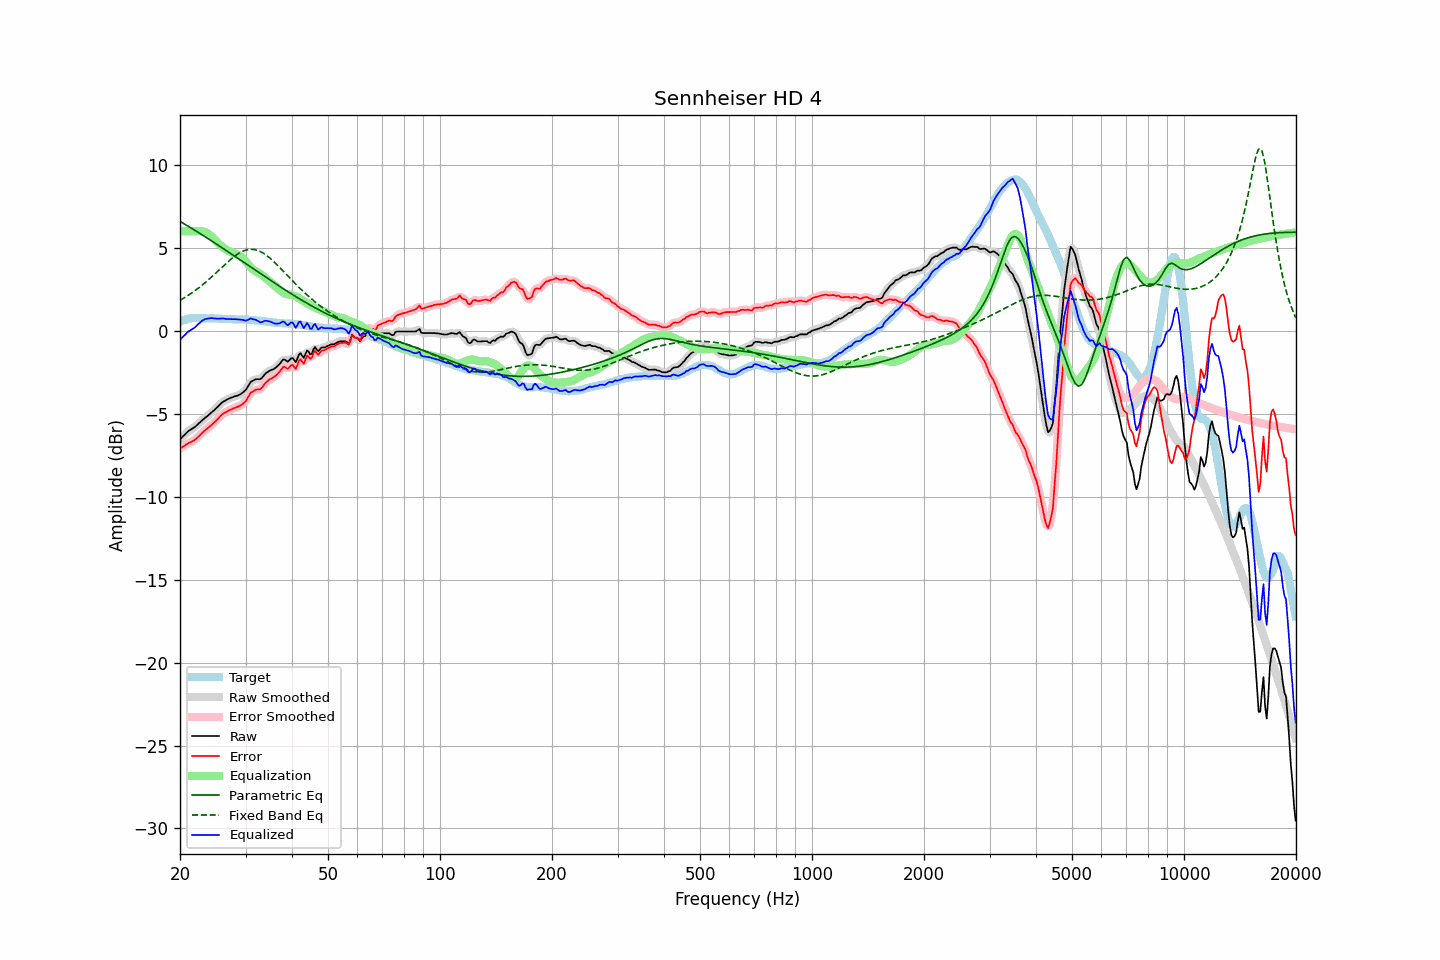 Sennheiser HD 4
Amplitude (dBr)
10
5
0
−5
−10
−15
−20
−25
−30
Target
Raw Smoothed
Error Smoothed
Raw
Error
Equalization
Parametric Eq
Fixed Band Eq
Equalized
20 50 100 200 500 1000 2000 5000 10000 20000
Frequency (Hz)